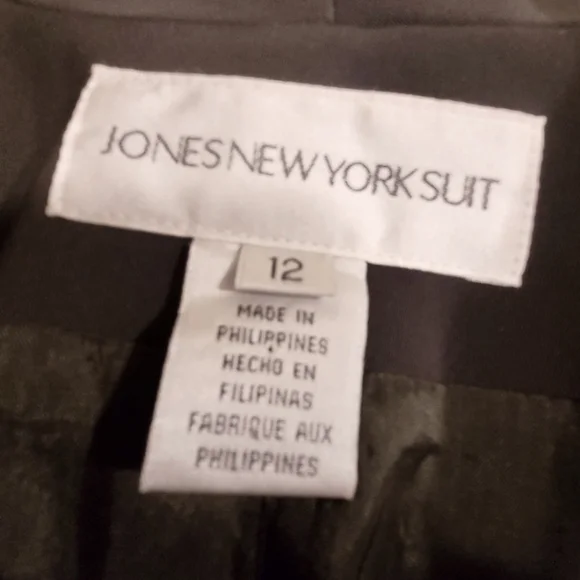 JONES NEW YORK SUIT
12
MADE IN
PHILIPPINES
HECHO EN
FILIPINAS
FABRIQUE AUX
PHILIPPINES